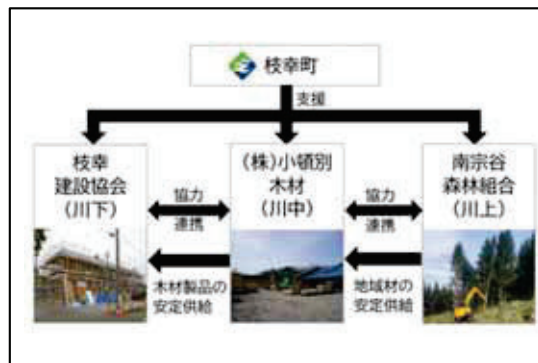 枝幸町
支援
枝幸
建設協会
(川下)
協力
連携
木材製品の
安定供給
(株)小頓別
木材
(川中)
協力
連携
地域材の
安定供給
南宗谷
森林組合
(川上)